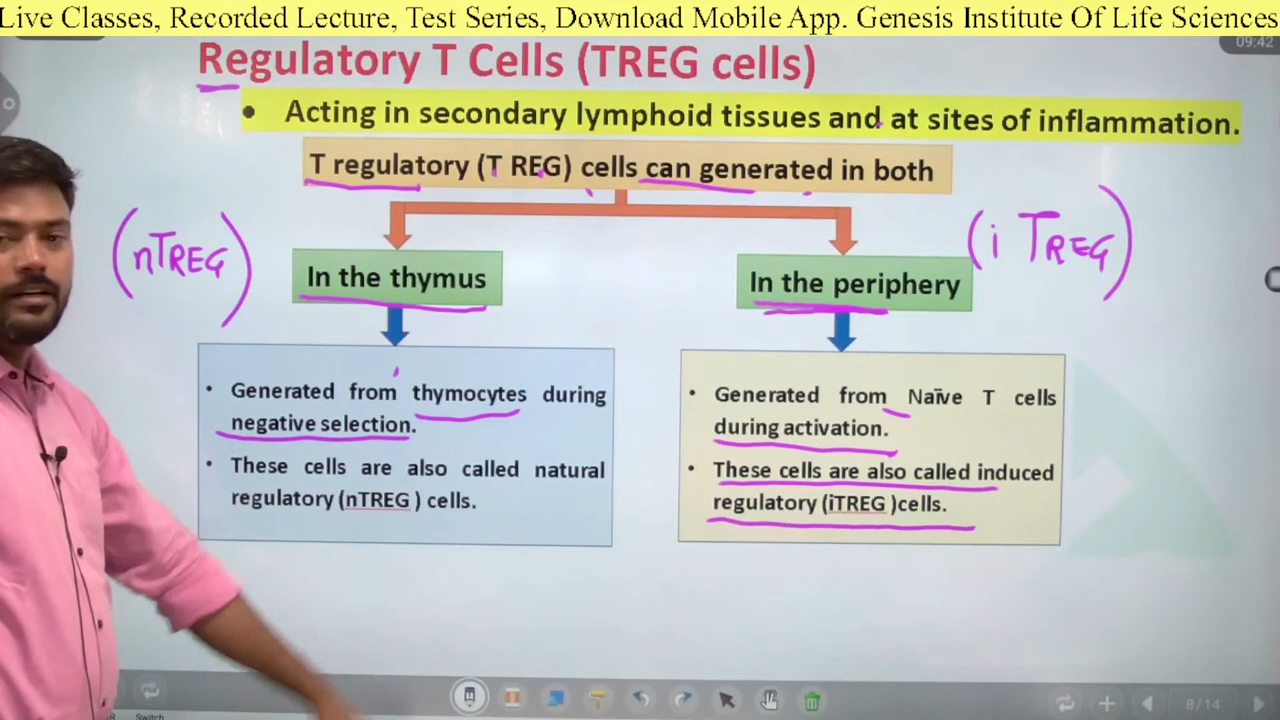 Live Classes, Recorded Lecture, Test Series, Download Mobile App. Genesis Institute Of Life Sciences
09:42
Regulatory T Cells (TREG cells)
• Acting in secondary lymphoid tissues and at sites of inflammation.
T regulatory (T REG) cells can generated in both
(nTREG)
(i TREG)
In the thymus
In the periphery
• Generated from thymocytes during
negative selection.
• These cells are also called natural
regulatory (nTREG ) cells.
• Generated from Naīve T cells
during activation.
• These cells are also called induced
regulatory (iTREG )cells.
Switch
8/14